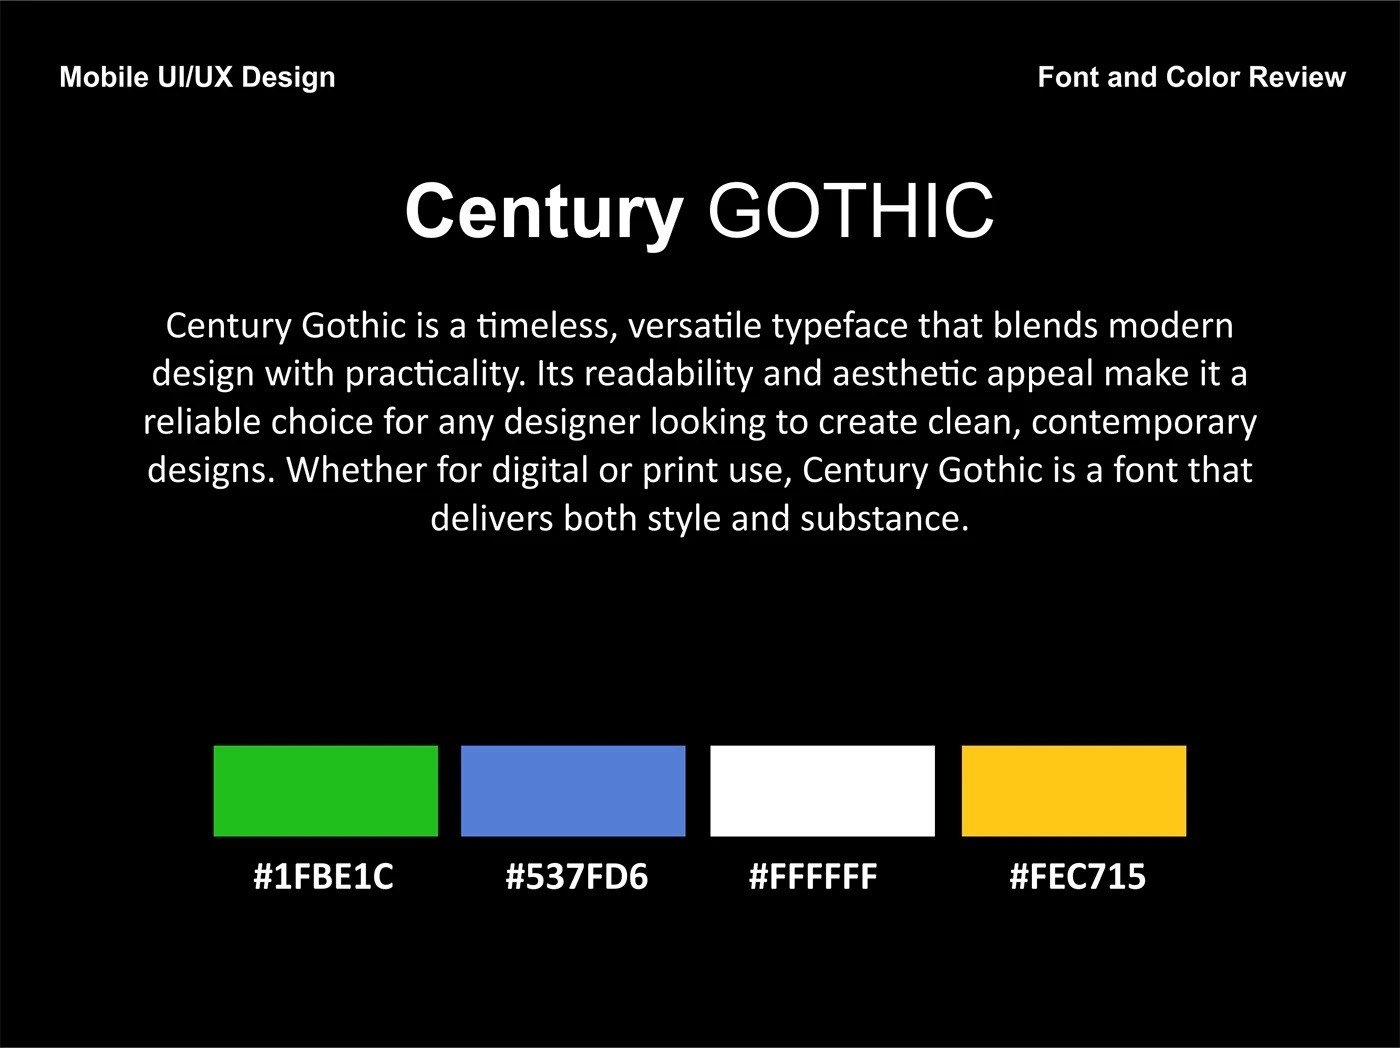 Mobile UI/UX Design
Font and Color Review
Century GOTHIC
Century Gothic is a timeless, versatile typeface that blends modern
design with practicality. Its readability and aesthetic appeal make it a
reliable choice for any designer looking to create clean, contemporary
designs. Whether for digital or print use, Century Gothic is a font that
delivers both style and substance.
#1FBE1C
#537FD6
#FFFFFF
#FEC715